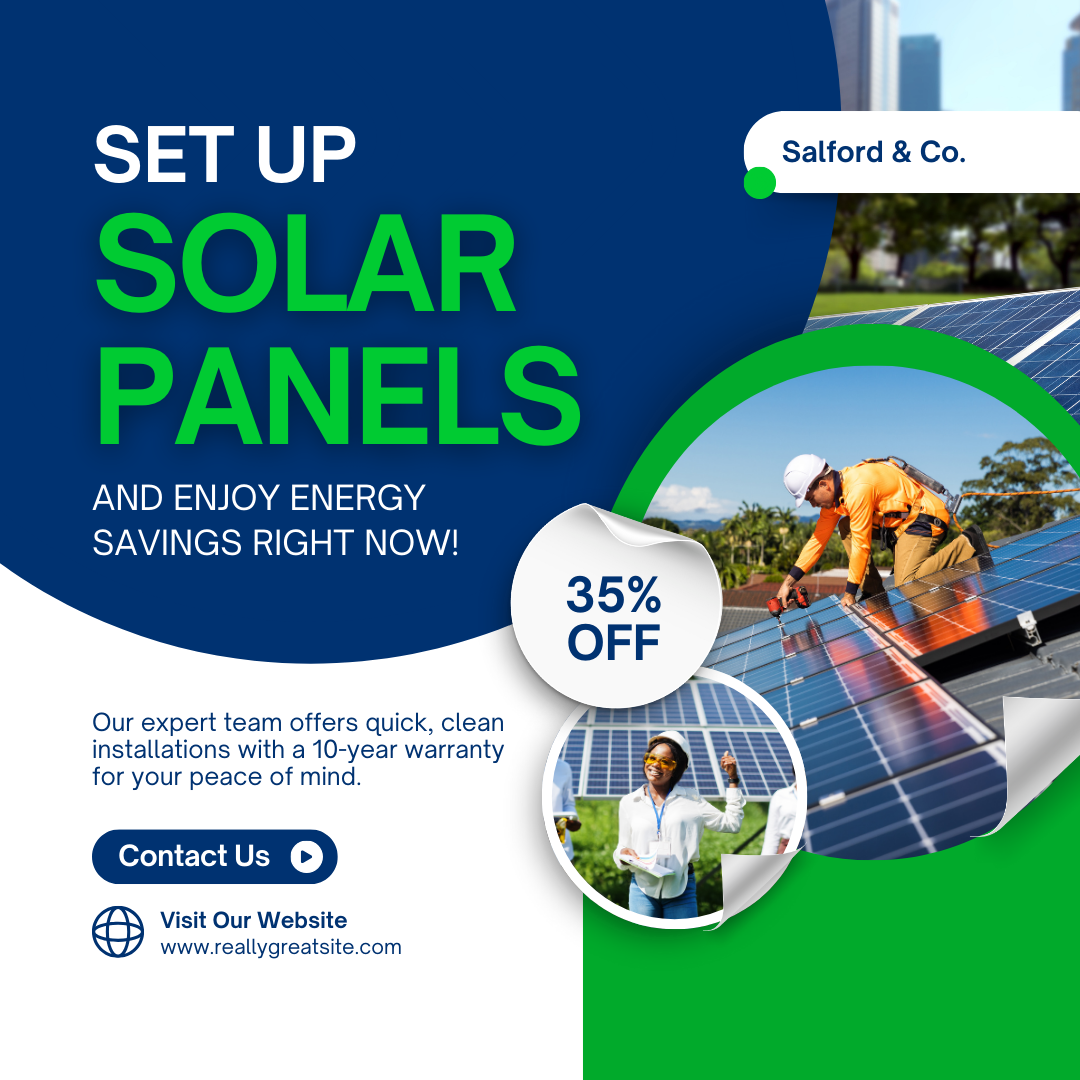 SET UP
SOLAR
PANELS
AND ENJOY ENERGY
SAVINGS RIGHT NOW!
Salford & Co.
35%
OFF
Our expert team offers quick, clean
installations with a 10-year warranty
for your peace of mind.
Contact Us
Visit Our Website
www.reallygreatsite.com